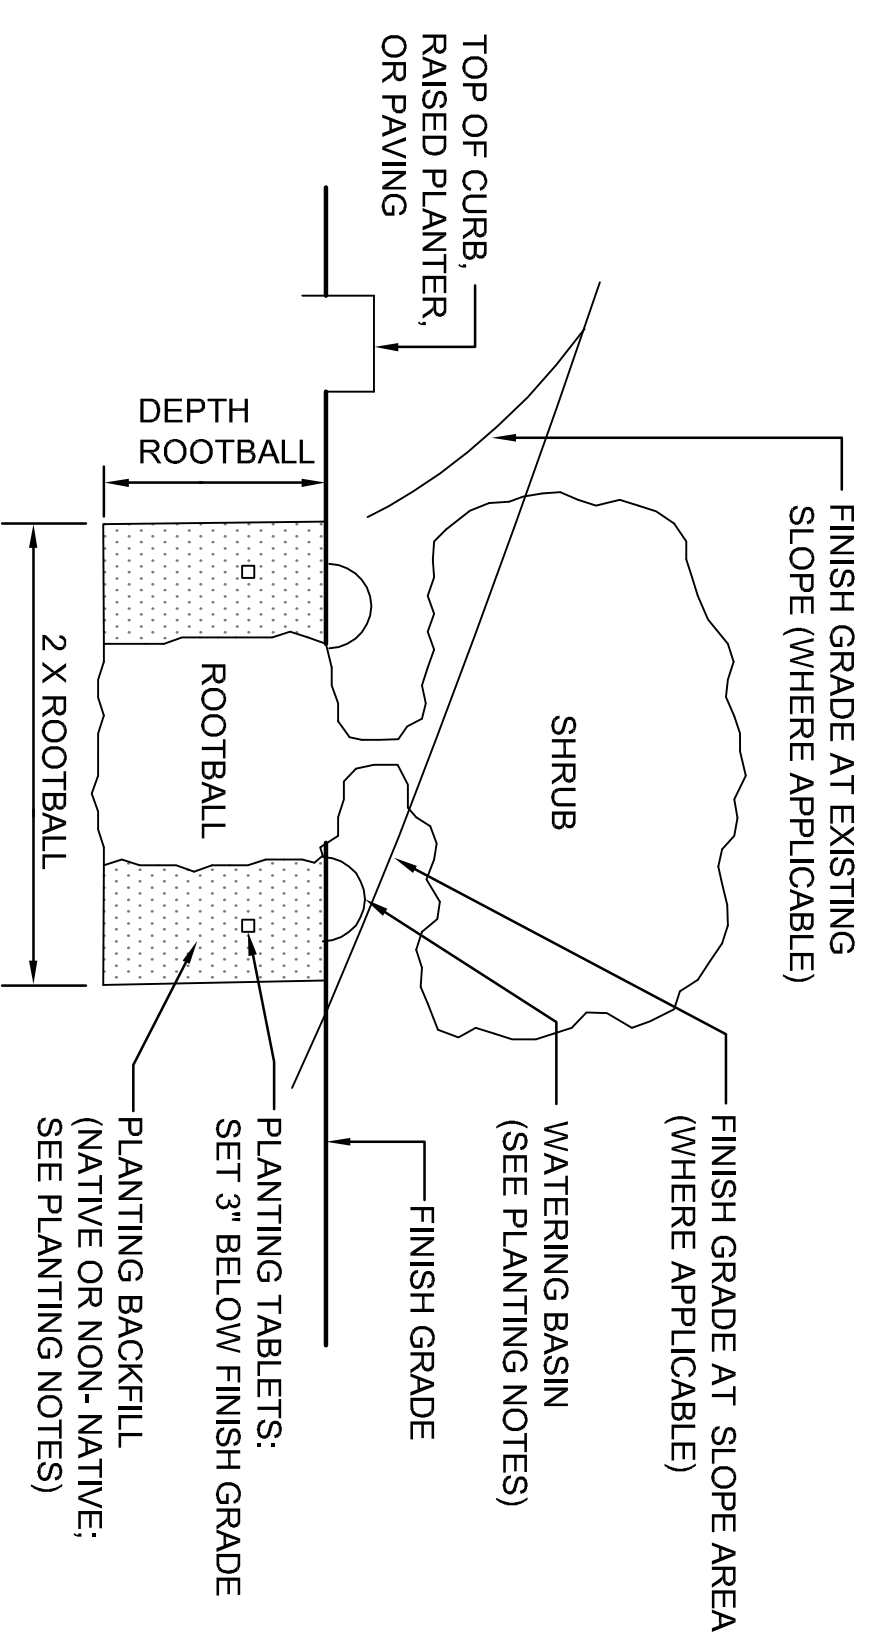 FINISH GRADE AT EXISTING
SLOPE (WHERE APPLICABLE)
TOP OF CURB,
RAISED PLANTER,
OR PAVING
SHRUB
FINISH GRADE AT SLOPE AREA
(WHERE APPLICABLE)
WATERING BASIN
(SEE PLANTING NOTES)
FINISH GRADE
DEPTH
ROOTBALL
ROOTBALL
2 X ROOTBALL
PLANTING TABLETS:
SET 3" BELOW FINISH GRADE
PLANTING BACKFILL
(NATIVE OR NON- NATIVE;
SEE PLANTING NOTES)